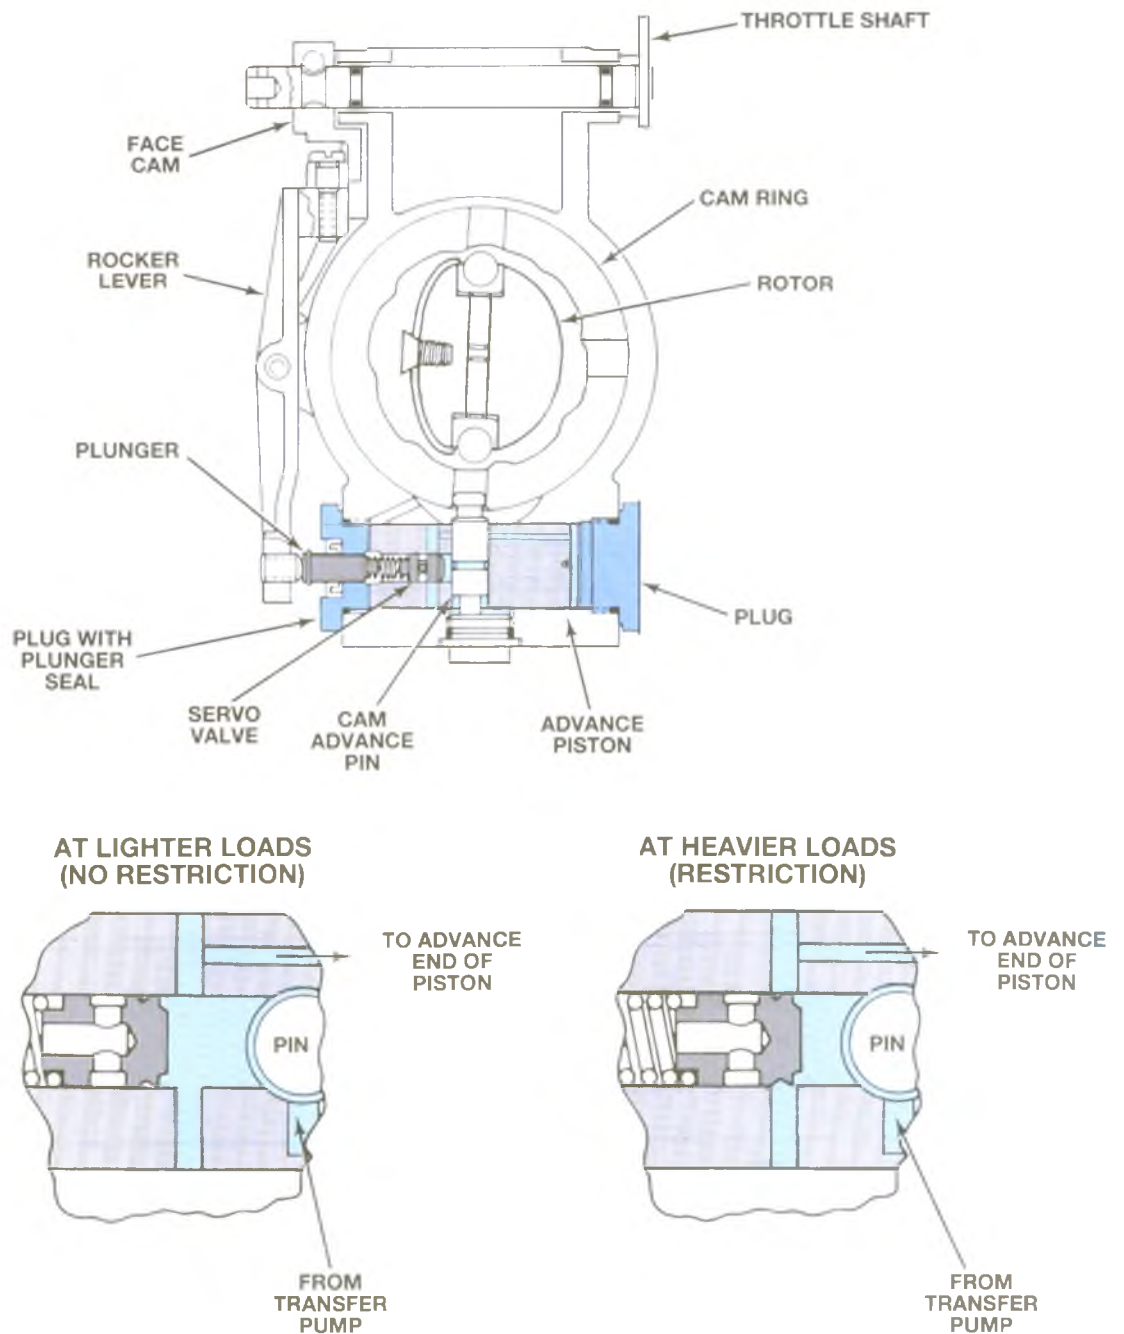 THROTTLE SHAFT
FACE
CAM
CAM RING
ROCKER
LEVER
ROTOR
PLUNGER
PLUG WITH
PLUNGER
SEAL
SERVO
VALVE
CAM
ADVANCE
PIN
ADVANCE
PISTON
PLUG
AT LIGHTER LOADS
(NO RESTRICTION)
TO ADVANCE
END OF
PISTON
PIN
FROM
TRANSFER
PUMP
AT HEAVIER LOADS
(RESTRICTION)
TO ADVANCE
END OF
PISTON
PIN
FROM
TRANSFER
PUMP